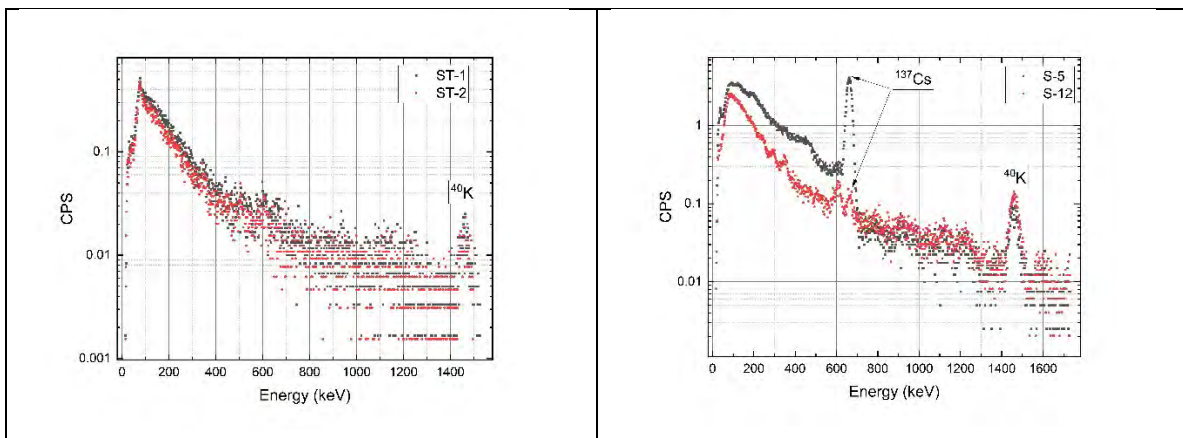 ST-1
ST-2
0.1
0.01
0.001
CPS
⁴⁰K
0 200 400 600 800 1000 1200 1400
Energy (keV)
¹³⁷Cs
S-5
S-12
1
0.1
0.01
CPS
⁴⁰K
0 200 400 600 800 1000 1200 1400 1600
Energy (keV)